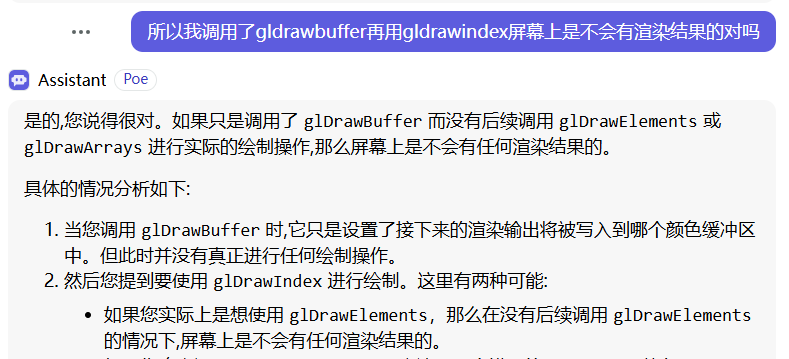 所以我调用了gldrawbuffer再用gldrawindex屏幕上是不会有渲染结果的对吗
Assistant Poe
是的,您说得很对。如果只是调用了 glDrawBuffer 而没有后续调用 glDrawElements 或
glDrawArrays 进行实际的绘制操作,那么屏幕上是不会有任何渲染结果的。
具体的情况分析如下:
1. 当您调用 glDrawBuffer 时,它只是设置了接下来的渲染输出将被写入到哪个颜色缓冲区
中。但此时并没有真正进行任何绘制操作。
2. 然后您提到要使用 glDrawIndex 进行绘制。这里有两种可能:
• 如果您实际上是想使用 glDrawElements，那么在没有后续调用 glDrawElements
的情况下,屏幕上是不会有任何渲染结果的。